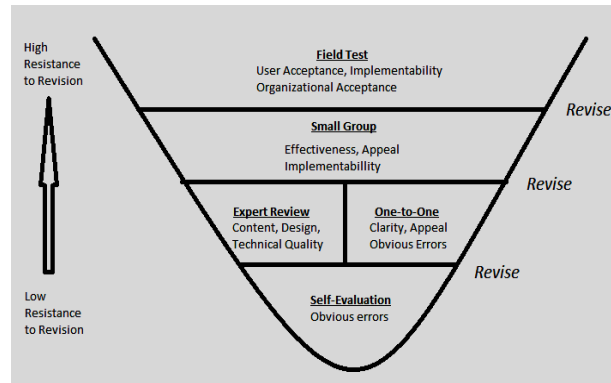 High
Resistance
to Revision
Field Test
User Acceptance, Implementability
Organizational Acceptance
Revise
Small Group
Effectiveness, Appeal
Implementabillity
Revise
Expert Review
Content, Design,
Technical Quality
One-to-One
Clarity, Appeal
Obvious Errors
Revise
Low
Resistance
to Revision
Self-Evaluation
Obvious errors